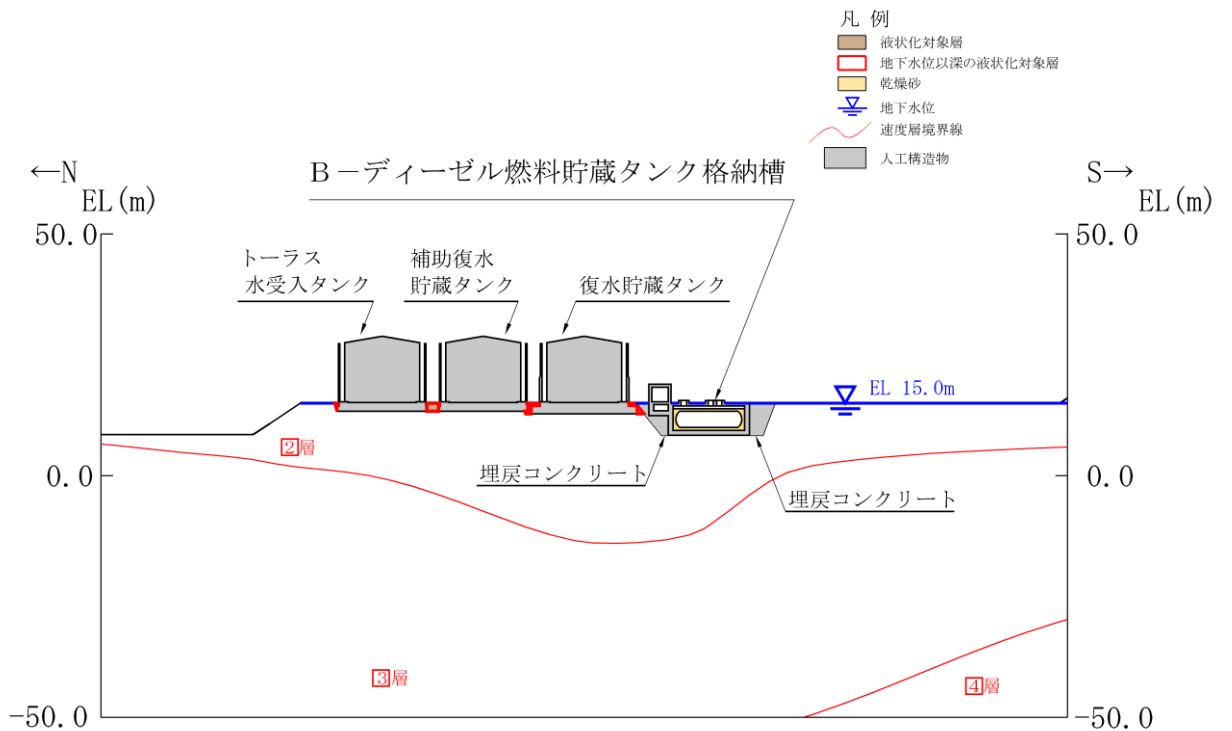 凡 例
液状化対象層
地下水位以深の液状化対象層
乾燥砂
地下水位
速度層境界線
人工構造物
←N
EL(m)
B－ディーゼル燃料貯蔵タンク格納槽
S→
EL(m)
50.0
50.0
トーラス
水受入タンク
補助復水
貯蔵タンク
復水貯蔵タンク
EL 15.0m
②層
0.0
0.0
埋戻コンクリート
埋戻コンクリート
③層
④層
-50.0
-50.0